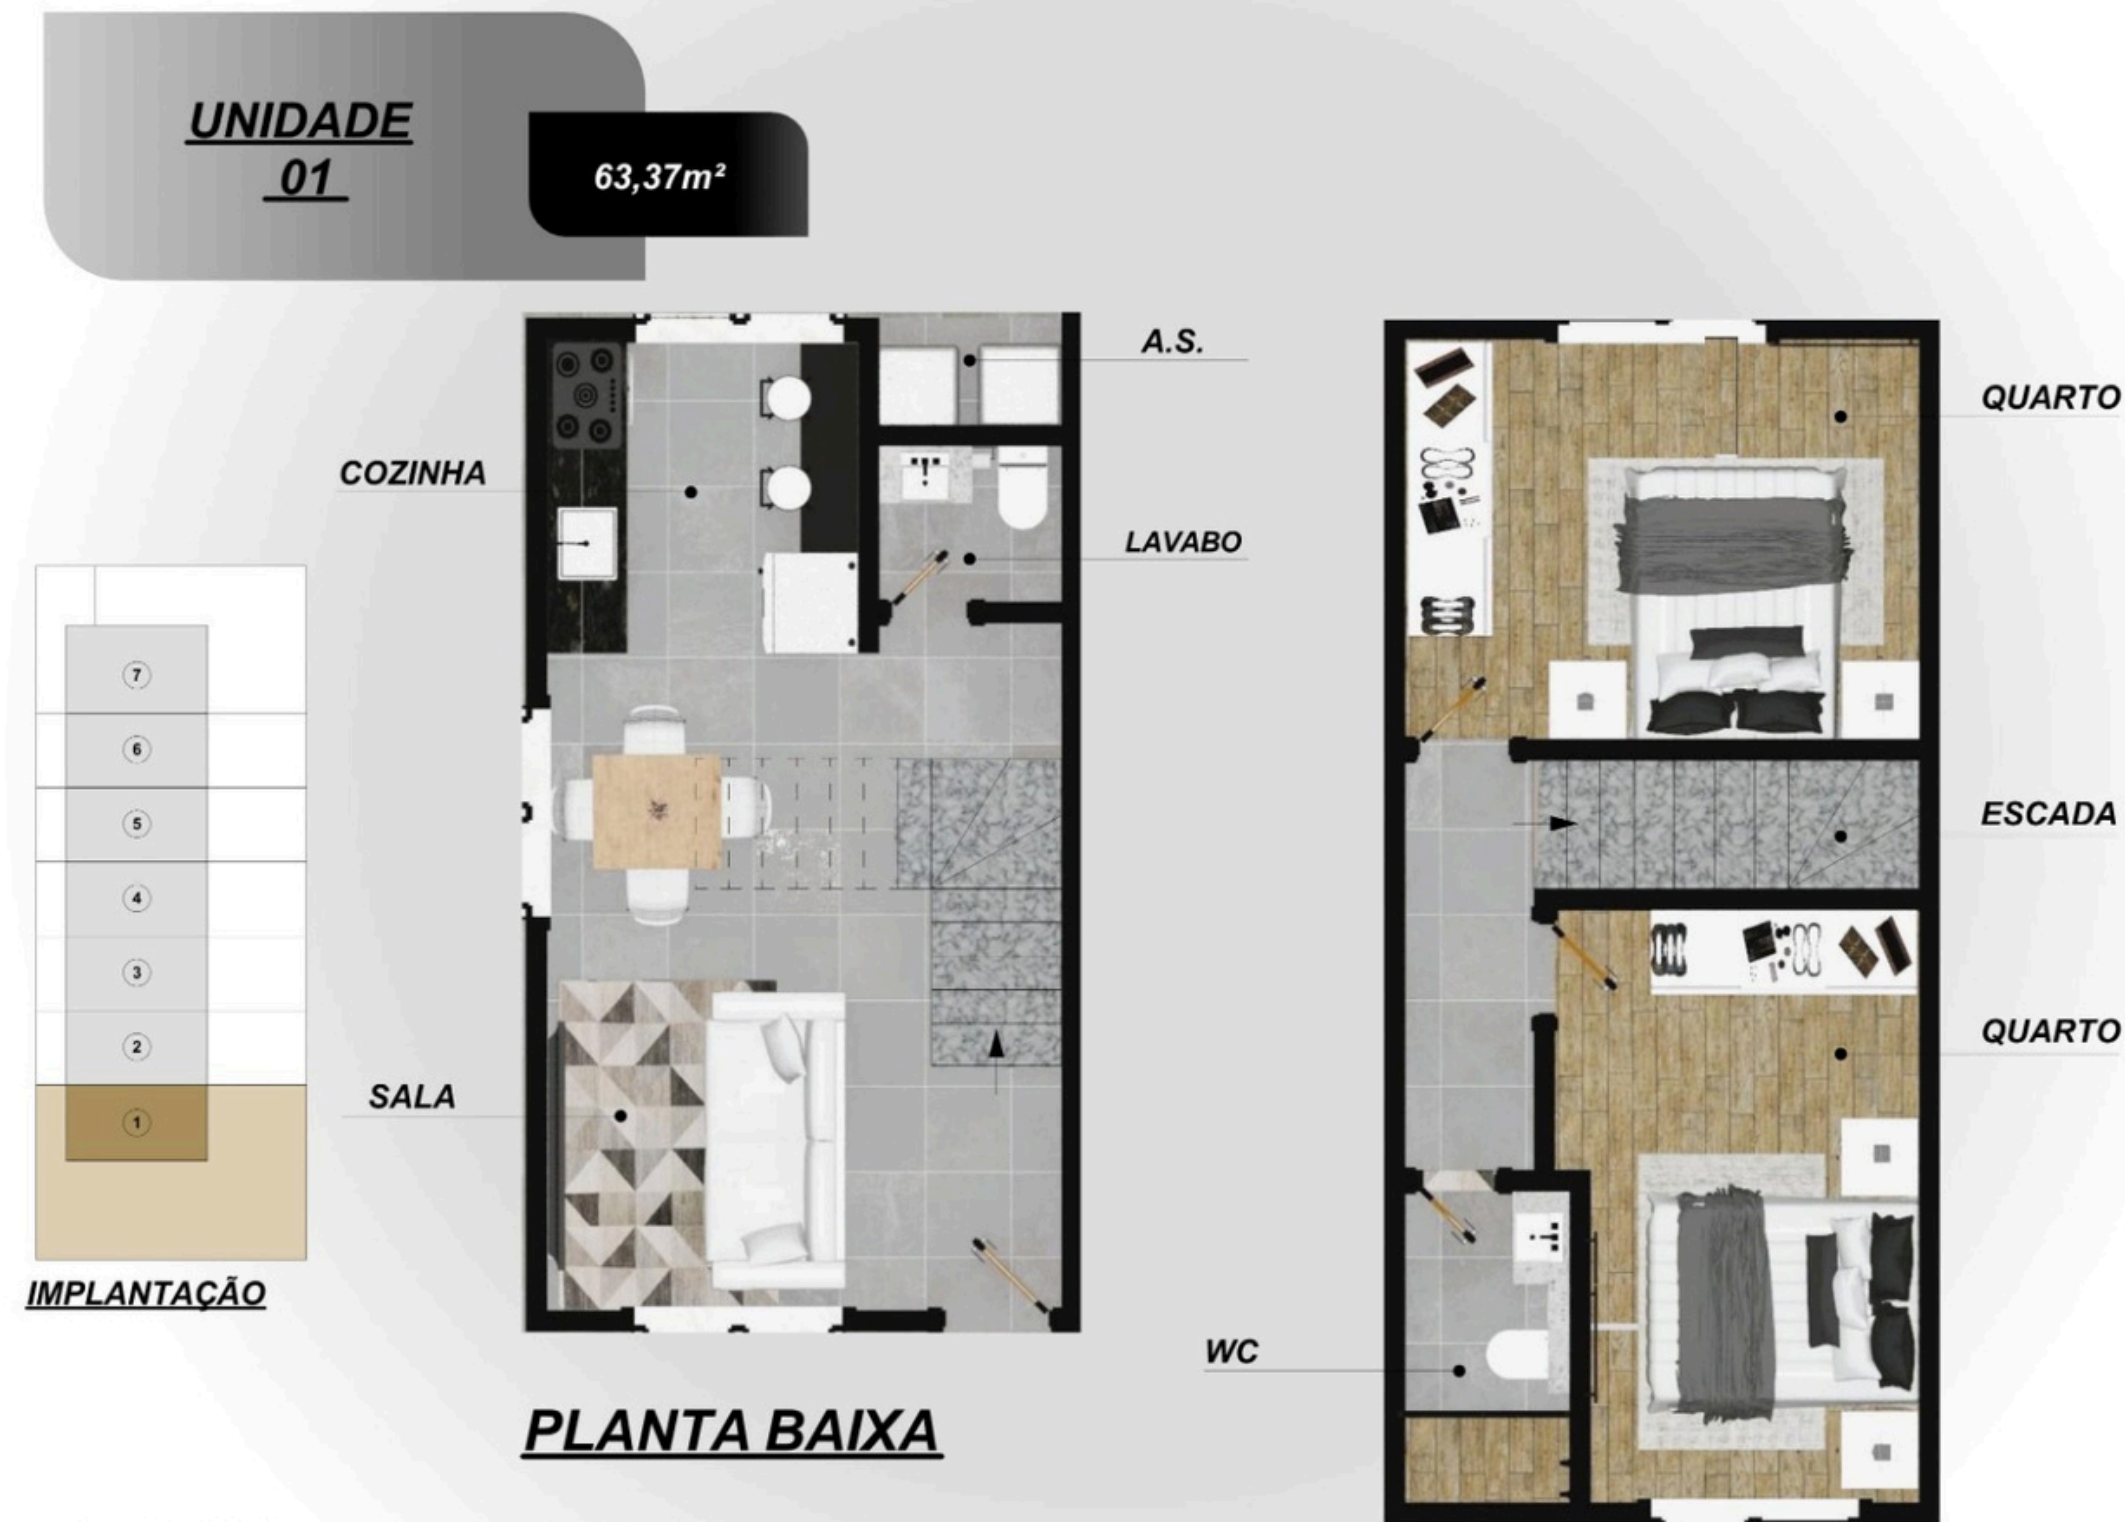 UNIDADE
01
63,37m²
A.S.
QUARTO
COZINHA
LAVABO
7
6
5
4
3
2
1
ESCADA
QUARTO
SALA
IMPLANTAÇÃO
WC
PLANTA BAIXA